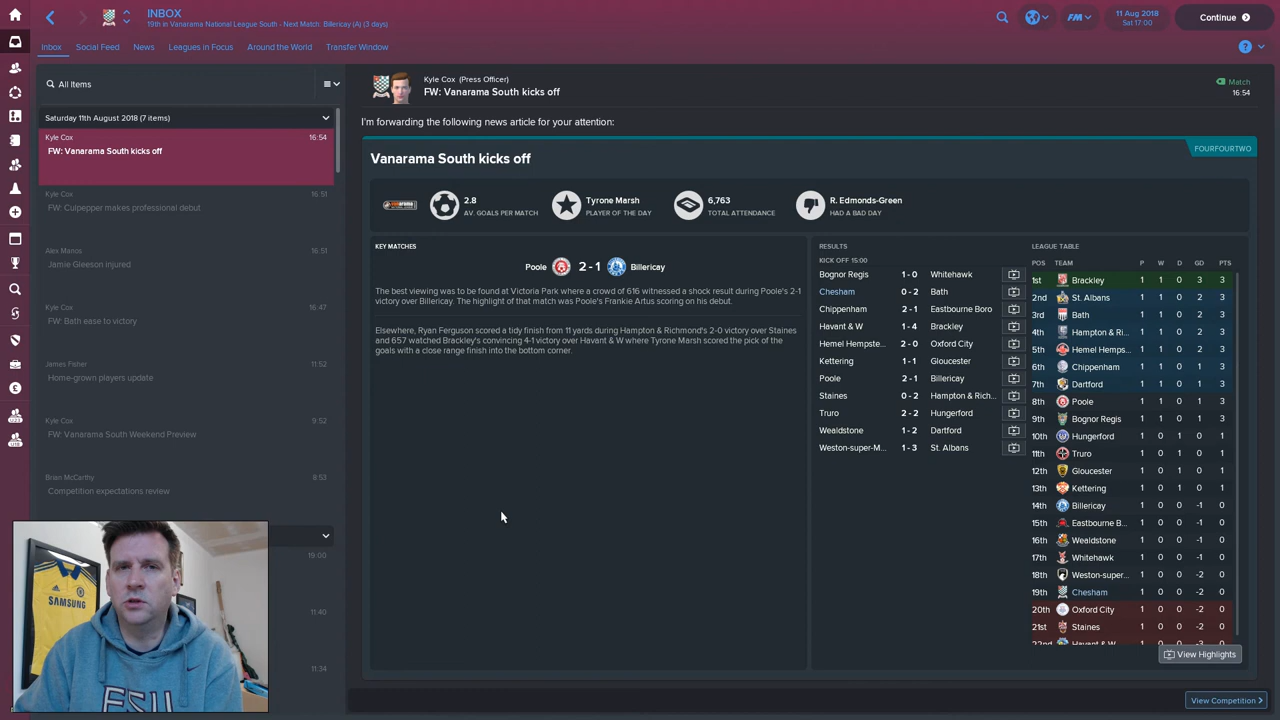 INBOX
19th in Vanarama National League South - Next Match: Billericay (A) (3 days)
FM
11 Aug 2018
Sat 17:00
Continue
Inbox
Social Feed
News
Leagues in Focus
Around the World
Transfer Window
?
All Items
Saturday 11th August 2018 (7 items)
Kyle Cox 16:54
FW: Vanarama South kicks off
Kyle Cox 16:51
FW: Culpepper makes professional debut
Alex Manos 16:51
Jamie Gleeson injured
Kyle Cox 16:47
FW: Bath ease to victory
James Fisher 11:52
Home-grown players update
Kyle Cox 9:52
FW: Vanarama South Weekend Preview
Brian McCarthy 8:53
Competition expectations review
19:00
11:40
11:34
SAMSUNG
Kyle Cox (Press Officer)
FW: Vanarama South kicks off
Match
16:54
I'm forwarding the following news article for your attention:
Vanarama South kicks off
FOURFOURTWO
2.8
AV. GOALS PER MATCH
Tyrone Marsh
PLAYER OF THE DAY
6,763
TOTAL ATTENDANCE
R. Edmonds-Green
HAD A BAD DAY
KEY MATCHES
Poole 2 - 1 Billericay
The best viewing was to be found at Victoria Park where a crowd of 616 witnessed a shock result during Poole's 2-1
victory over Billericay. The highlight of that match was Poole's Frankie Artus scoring on his debut.
Elsewhere, Ryan Ferguson scored a tidy finish from 11 yards during Hampton & Richmond's 2-0 victory over Staines
and 657 watched Brackley's convincing 4-1 victory over Havant & W where Tyrone Marsh scored the pick of the
goals with a close range finish into the bottom corner.
RESULTS
KICK OFF 15:00
Bognor Regis 1 - 0 Whitehawk
Chesham 0 - 2 Bath
Chippenham 2 - 1 Eastbourne Boro
Havant & W 1 - 4 Brackley
Hemel Hempste... 2 - 0 Oxford City
Kettering 1 - 1 Gloucester
Poole 2 - 1 Billericay
Staines 0 - 2 Hampton & Rich...
Truro 2 - 2 Hungerford
Wealdstone 1 - 2 Dartford
Weston-super-M... 1 - 3 St. Albans
LEAGUE TABLE
POS TEAM P W D GD PTS
1st Brackley 1 1 0 3 3
2nd St. Albans 1 1 0 2 3
3rd Bath 1 1 0 2 3
4th Hampton & Ri... 1 1 0 2 3
5th Hemel Hemps... 1 1 0 2 3
6th Chippenham 1 1 0 1 3
7th Dartford 1 1 0 1 3
8th Poole 1 1 0 1 3
9th Bognor Regis 1 1 0 1 3
10th Hungerford 1 0 1 0 1
11th Truro 1 0 1 0 1
12th Gloucester 1 0 1 0 1
13th Kettering 1 0 1 0 1
14th Billericay 1 0 0 -1 0
15th Eastbourne B... 1 0 0 -1 0
16th Wealdstone 1 0 0 -1 0
17th Whitehawk 1 0 0 -1 0
18th Weston-super... 1 0 0 -2 0
19th Chesham 1 0 0 -2 0
20th Oxford City 1 0 0 -2 0
21st Staines 1 0 0 -2 0
22nd Havant & W 1 0 0 -3 0
View Highlights
View Competition